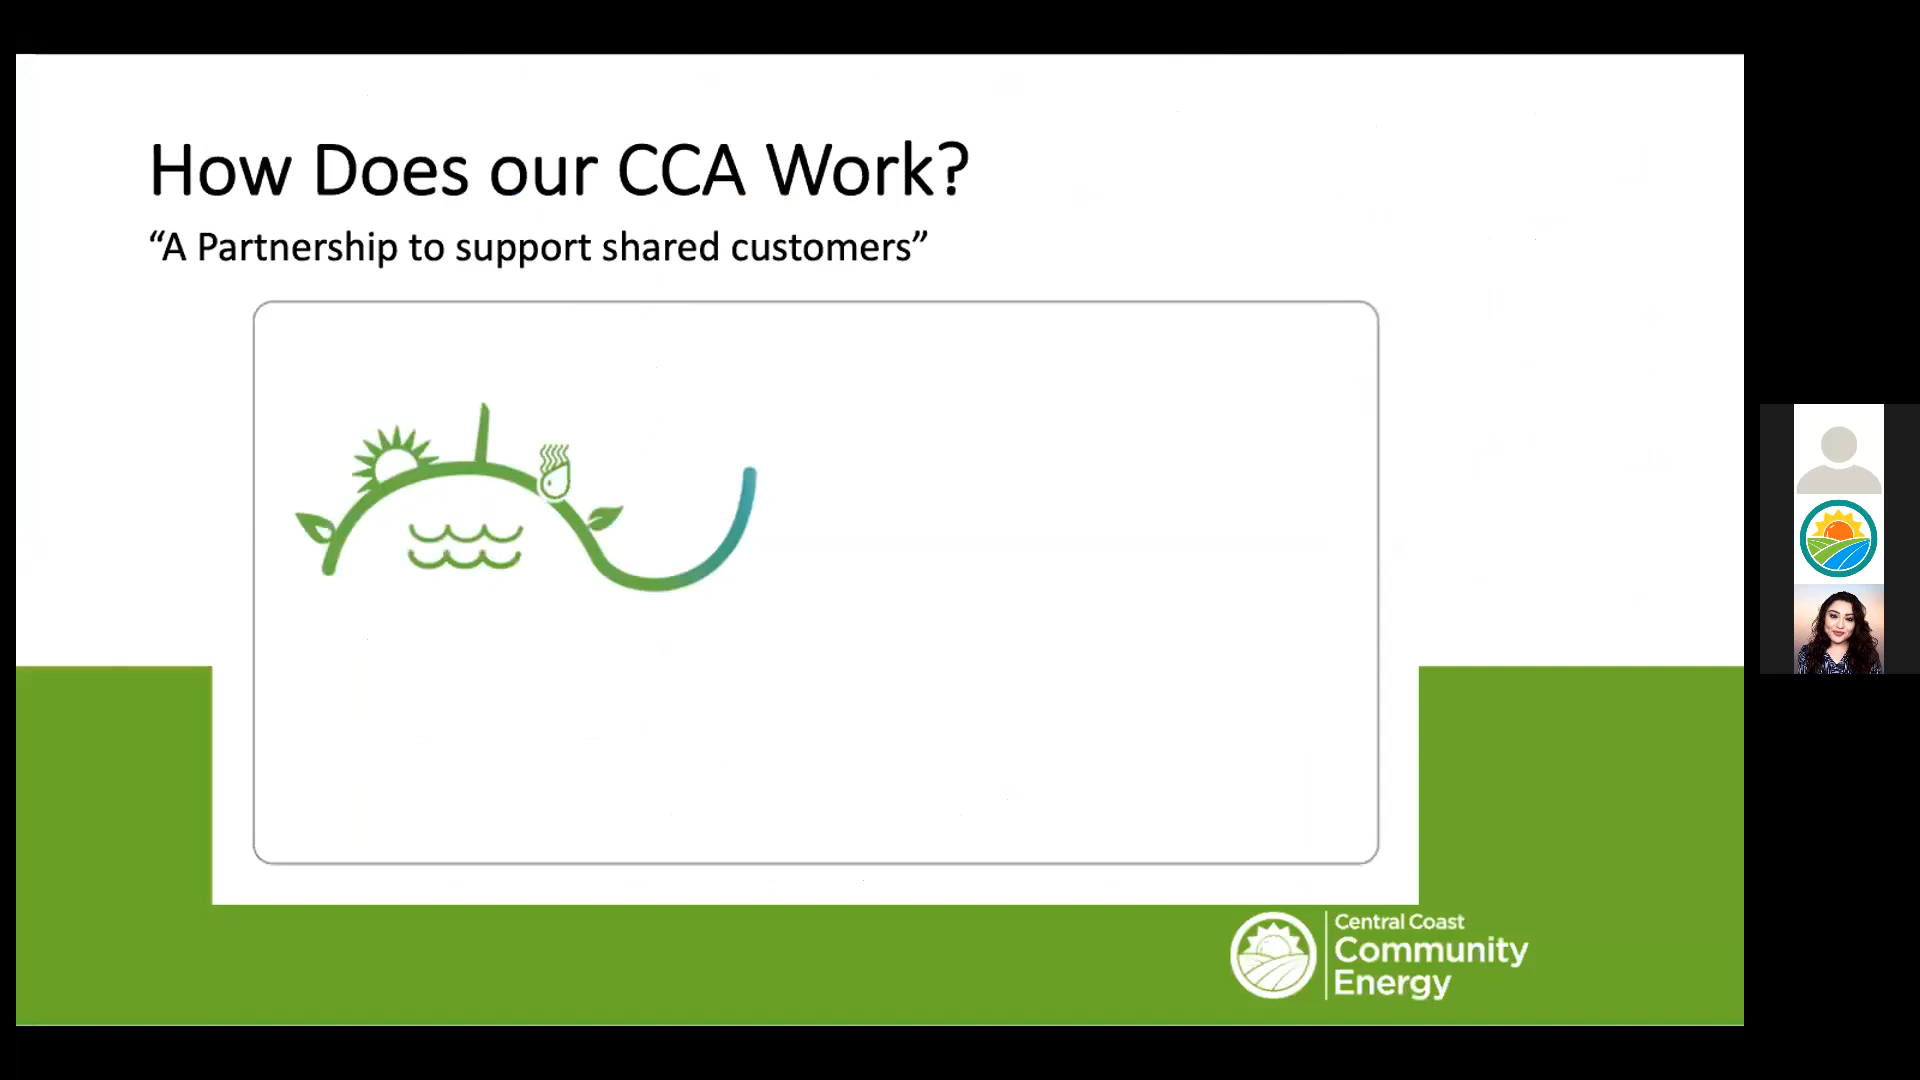 How Does our CCA Work?
“A Partnership to support shared customers”
Central Coast
Community
Energy